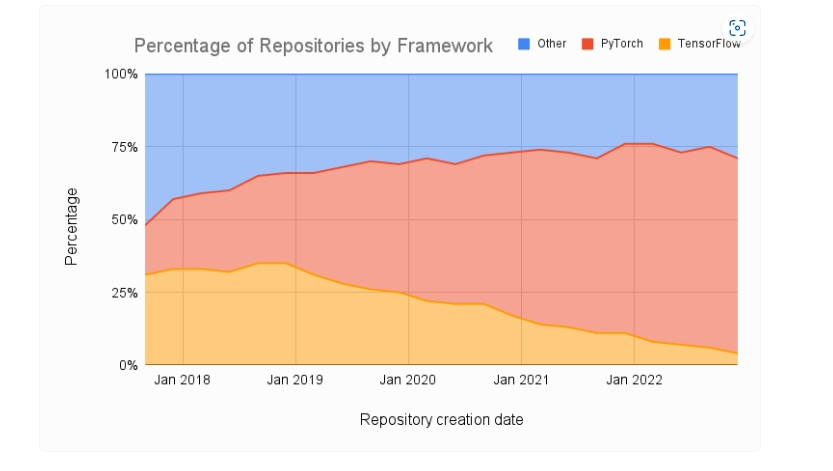 Percentage of Repositories by Framework
Other PyTorch TensorFlow
100%
75%
50%
25%
0%
Percentage
Jan 2018 Jan 2019 Jan 2020 Jan 2021 Jan 2022
Repository creation date